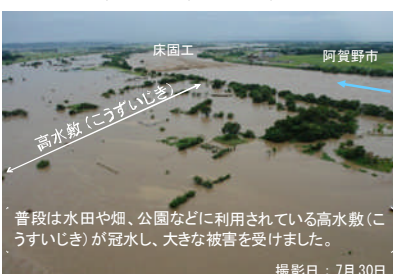 床固工
阿賀野市
高水敷(こうずいじき)
普段は水田や畑、公園などに利用されている高水敷(こ
うすいじき)が冠水し、大きな被害を受けました。
撮影日:7月30日